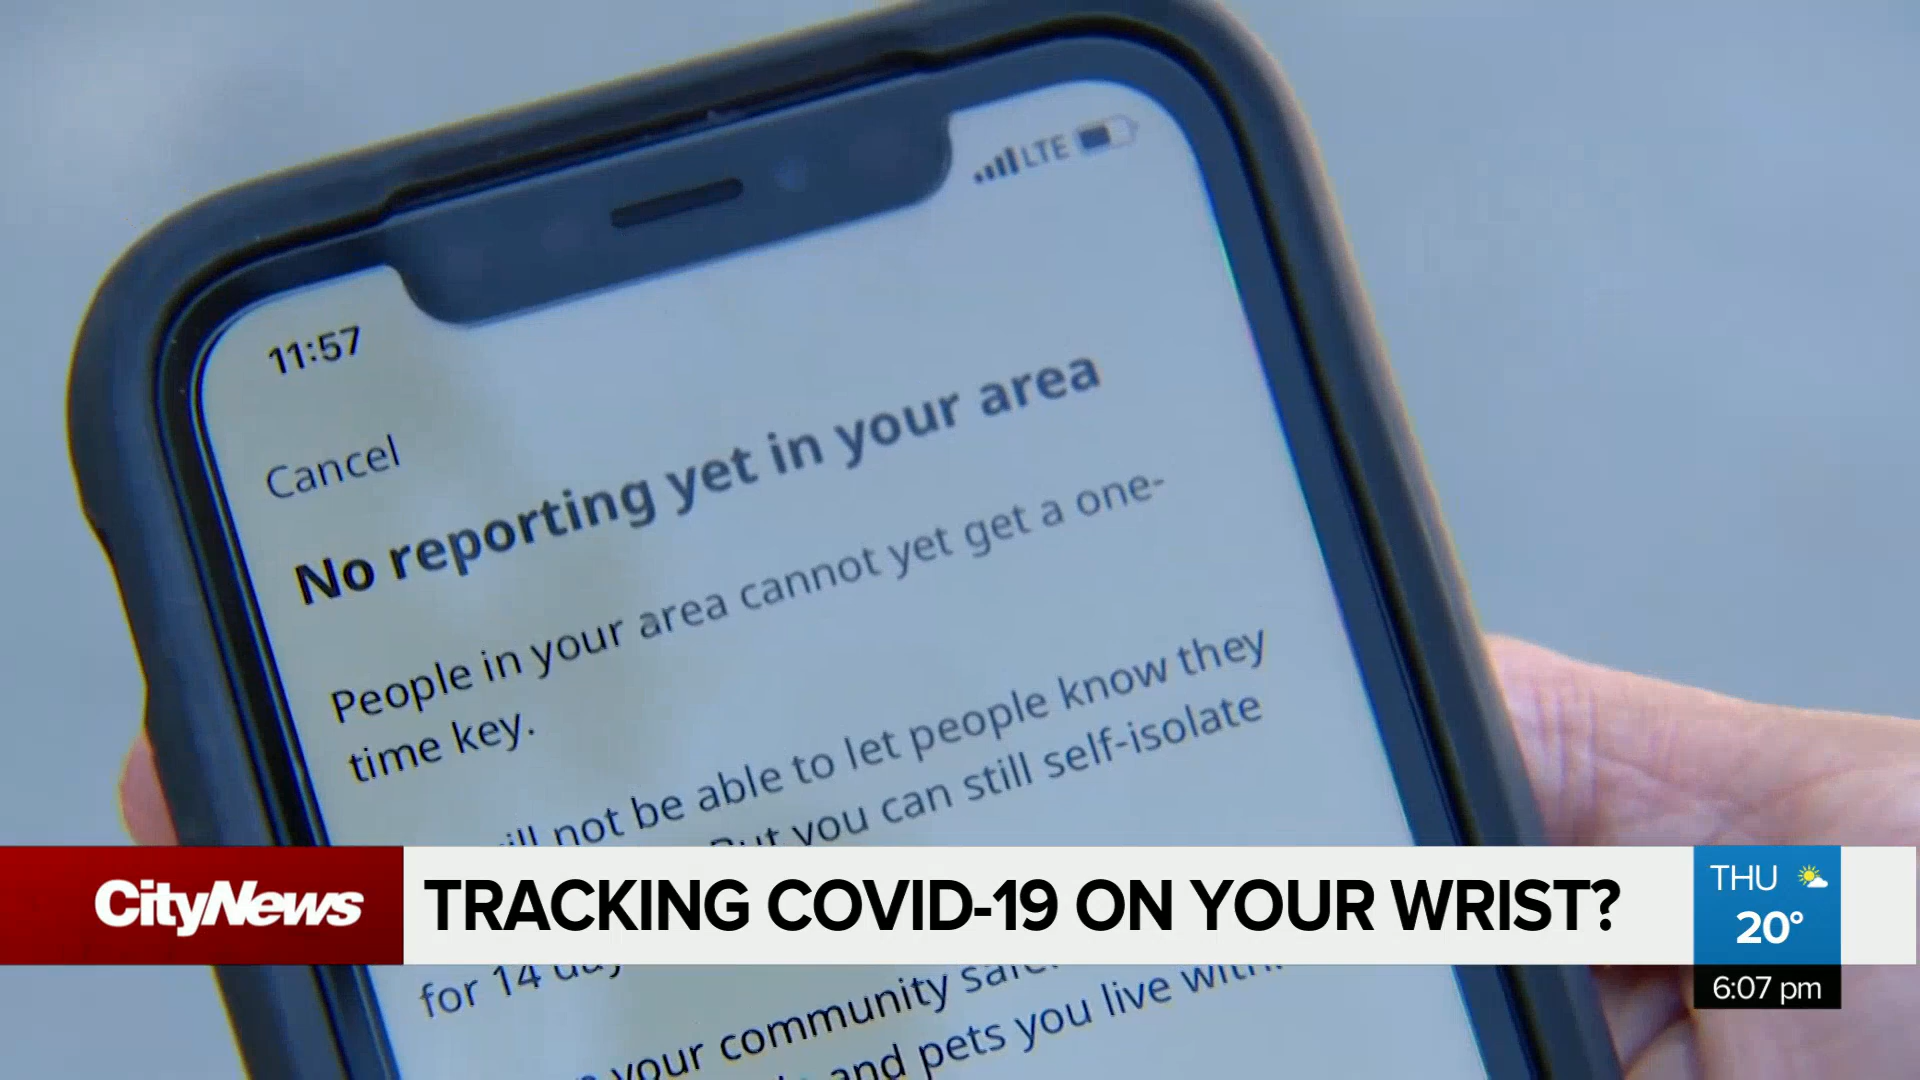 11:57
LTE
Cancel
No reporting yet in your area
People in your area cannot yet get a one-
time key.
not be able to let people know they
you can still self-isolate
CityNews
TRACKING COVID-19 ON YOUR WRIST?
THU
20°
6:07 pm
for 14
your community
and pets you live